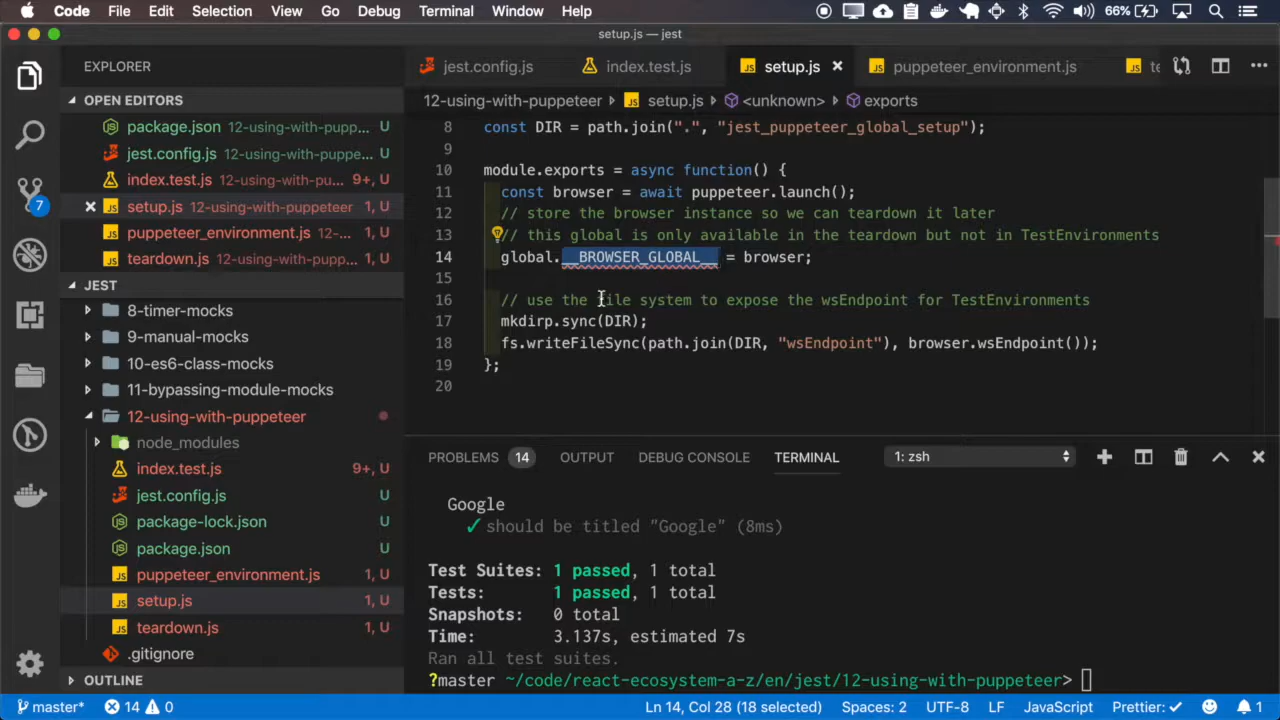 Code File Edit Selection View Go Debug Terminal Window Help 66%
setup.js — jest
EXPLORER
jest.config.js index.test.js setup.js puppeteer_environment.js te
OPEN EDITORS
12-using-with-puppeteer setup.js <unknown> exports
package.json 12-using-with-pupp... U
jest.config.js 12-using-with-puppe... U
index.test.js 12-using-with-pu... 9+, U
setup.js 12-using-with-puppeteer 1, U
puppeteer_environment.js 12-... 1, U
teardown.js 12-using-with-pupp... 1, U
7
8 const DIR = path.join(".", "jest_puppeteer_global_setup");
9
10 module.exports = async function() {
11 const browser = await puppeteer.launch();
12 // store the browser instance so we can teardown it later
13 // this global is only available in the teardown but not in TestEnvironments
14 global.__BROWSER_GLOBAL__ = browser;
15
16 // use the file system to expose the wsEndpoint for TestEnvironments
17 mkdirp.sync(DIR);
18 fs.writeFileSync(path.join(DIR, "wsEndpoint"), browser.wsEndpoint());
19 };
20
JEST
8-timer-mocks
9-manual-mocks
10-es6-class-mocks
11-bypassing-module-mocks
12-using-with-puppeteer
node_modules
index.test.js 9+, U
jest.config.js U
package-lock.json U
package.json U
puppeteer_environment.js 1, U
setup.js 1, U
teardown.js 1, U
.gitignore
OUTLINE
PROBLEMS 14 OUTPUT DEBUG CONSOLE TERMINAL 1: zsh
Google
✓ should be titled "Google" (8ms)
Test Suites: 1 passed, 1 total
Tests: 1 passed, 1 total
Snapshots: 0 total
Time: 3.137s, estimated 7s
Ran all test suites.
?master ~/code/react-ecosystem-a-z/en/jest/12-using-with-puppeteer>
master* 14 0 Ln 14, Col 28 (18 selected) Spaces: 2 UTF-8 LF JavaScript Prettier: ✓ 1